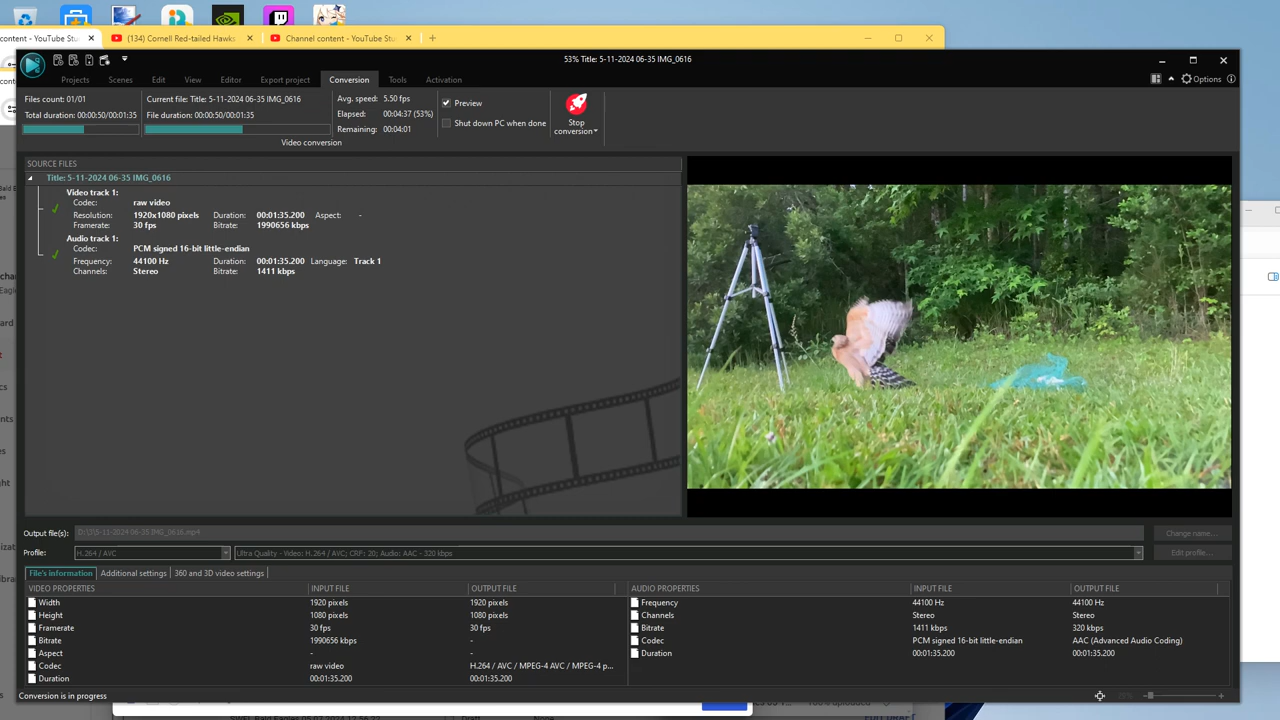 content - YouTube Stu
(134) Cornell Red-tailed Hawks
Channel content - YouTube Stu
53% Title: 5-11-2024 06-35 IMG_0616
Projects Scenes Edit View Editor Export project Conversion Tools Activation Options
Files count: 01/01
Total duration: 00:00:50/00:01:35
Current file: Title: 5-11-2024 06-35 IMG_0616
File duration: 00:00:50/00:01:35
Avg. speed: 5.50 fps
Elapsed: 00:04:37 (53%)
Remaining: 00:04:01
Preview
Shut down PC when done
Stop
conversion
Video conversion
SOURCE FILES
Title: 5-11-2024 06-35 IMG_0616
Video track 1:
Codec: raw video
Resolution: 1920x1080 pixels Duration: 00:01:35.200 Aspect: -
Framerate: 30 fps Bitrate: 1990656 kbps
Audio track 1:
Codec: PCM signed 16-bit little-endian
Frequency: 44100 Hz Duration: 00:01:35.200 Language: Track 1
Channels: Stereo Bitrate: 1411 kbps
Output file(s): D:\!\5-11-2024 06-35 IMG_0616.mp4 Change name...
Profile: H.264 / AVC Ultra Quality - Video: H.264 / AVC; CRF: 20; Audio: AAC - 320 kbps Edit profile...
File's information Additional settings 360 and 3D video settings
VIDEO PROPERTIES INPUT FILE OUTPUT FILE AUDIO PROPERTIES INPUT FILE OUTPUT FILE
Width 1920 pixels 1920 pixels Frequency 44100 Hz 44100 Hz
Height 1080 pixels 1080 pixels Channels Stereo Stereo
Framerate 30 fps 30 fps Bitrate 1411 kbps 320 kbps
Bitrate 1990656 kbps - Codec PCM signed 16-bit little-endian AAC (Advanced Audio Coding)
Aspect - - Duration 00:01:35.200 00:01:35.200
Codec raw video H.264 / AVC / MPEG-4 AVC / MPEG-4 p...
Duration 00:01:35.200 00:01:35.200
Conversion is in progress